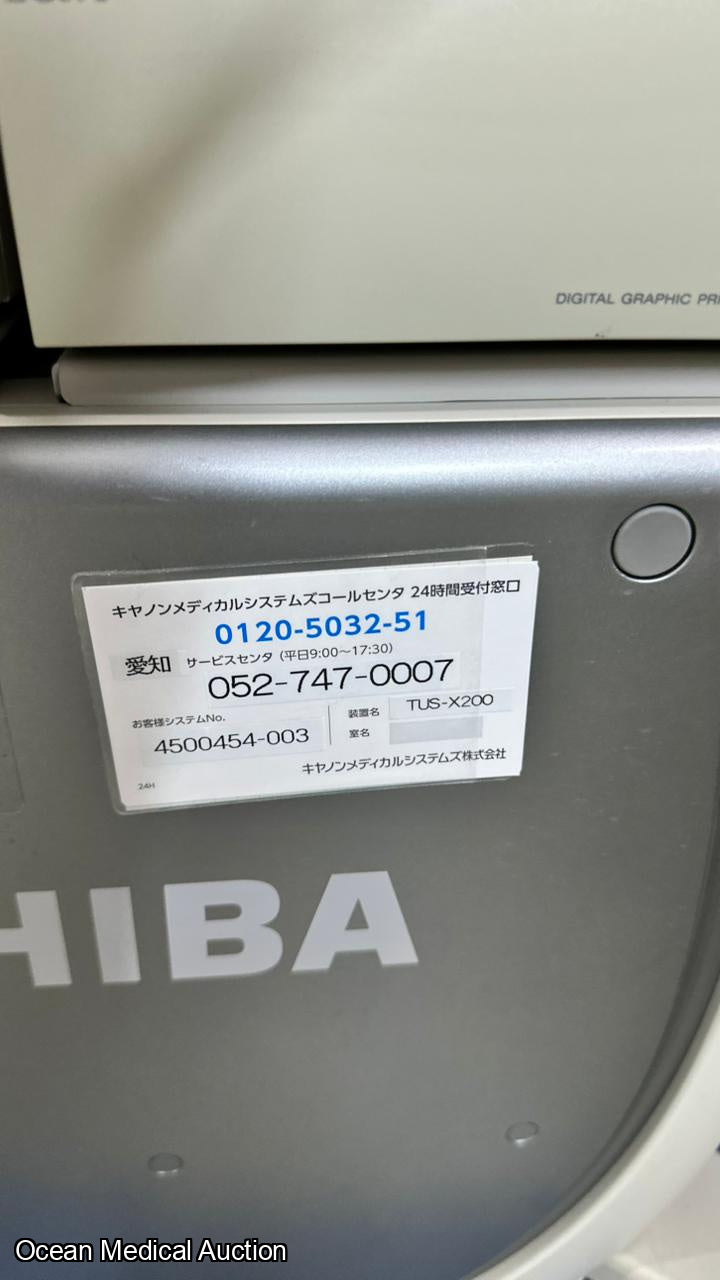 DIGITAL GRAPHIC
キヤノンメディカルシステムズコールセンタ 24時間受付窓口
0120-5032-51
愛知 サービスセンタ (平日9:00～17:30)
052-747-0007
お客様システムNo. 装置名 TUS-X200
4500454-003 室名
キヤノンメディカルシステムズ株式会社
24H
HIBA
Ocean Medical Auction